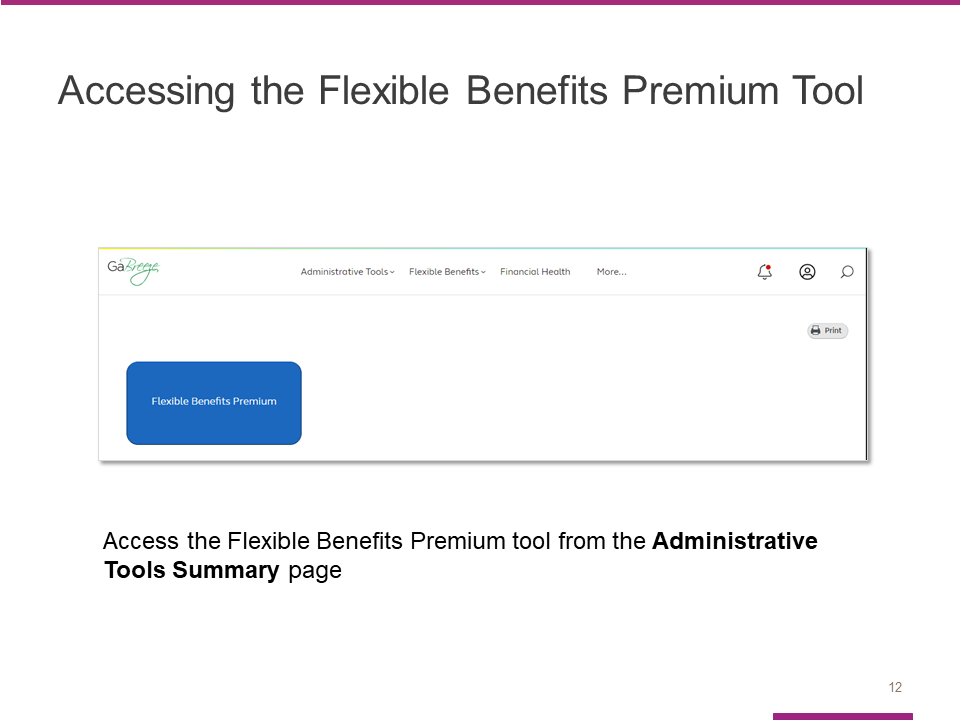 Accessing the Flexible Benefits Premium Tool
GaBreeze
Administrative Tools
Flexible Benefits
Financial Health
More...
Print
Flexible Benefits Premium
Access the Flexible Benefits Premium tool from the Administrative
Tools Summary page
12